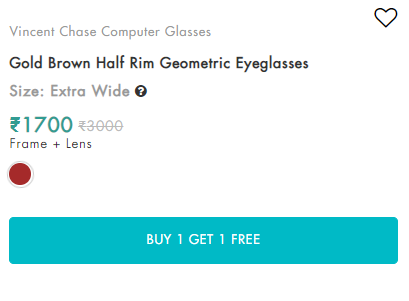 Vincent Chase Computer Glasses
Gold Brown Half Rim Geometric Eyeglasses
Size: Extra Wide ?
₹1700 ₹3000
Frame + Lens
BUY 1 GET 1 FREE